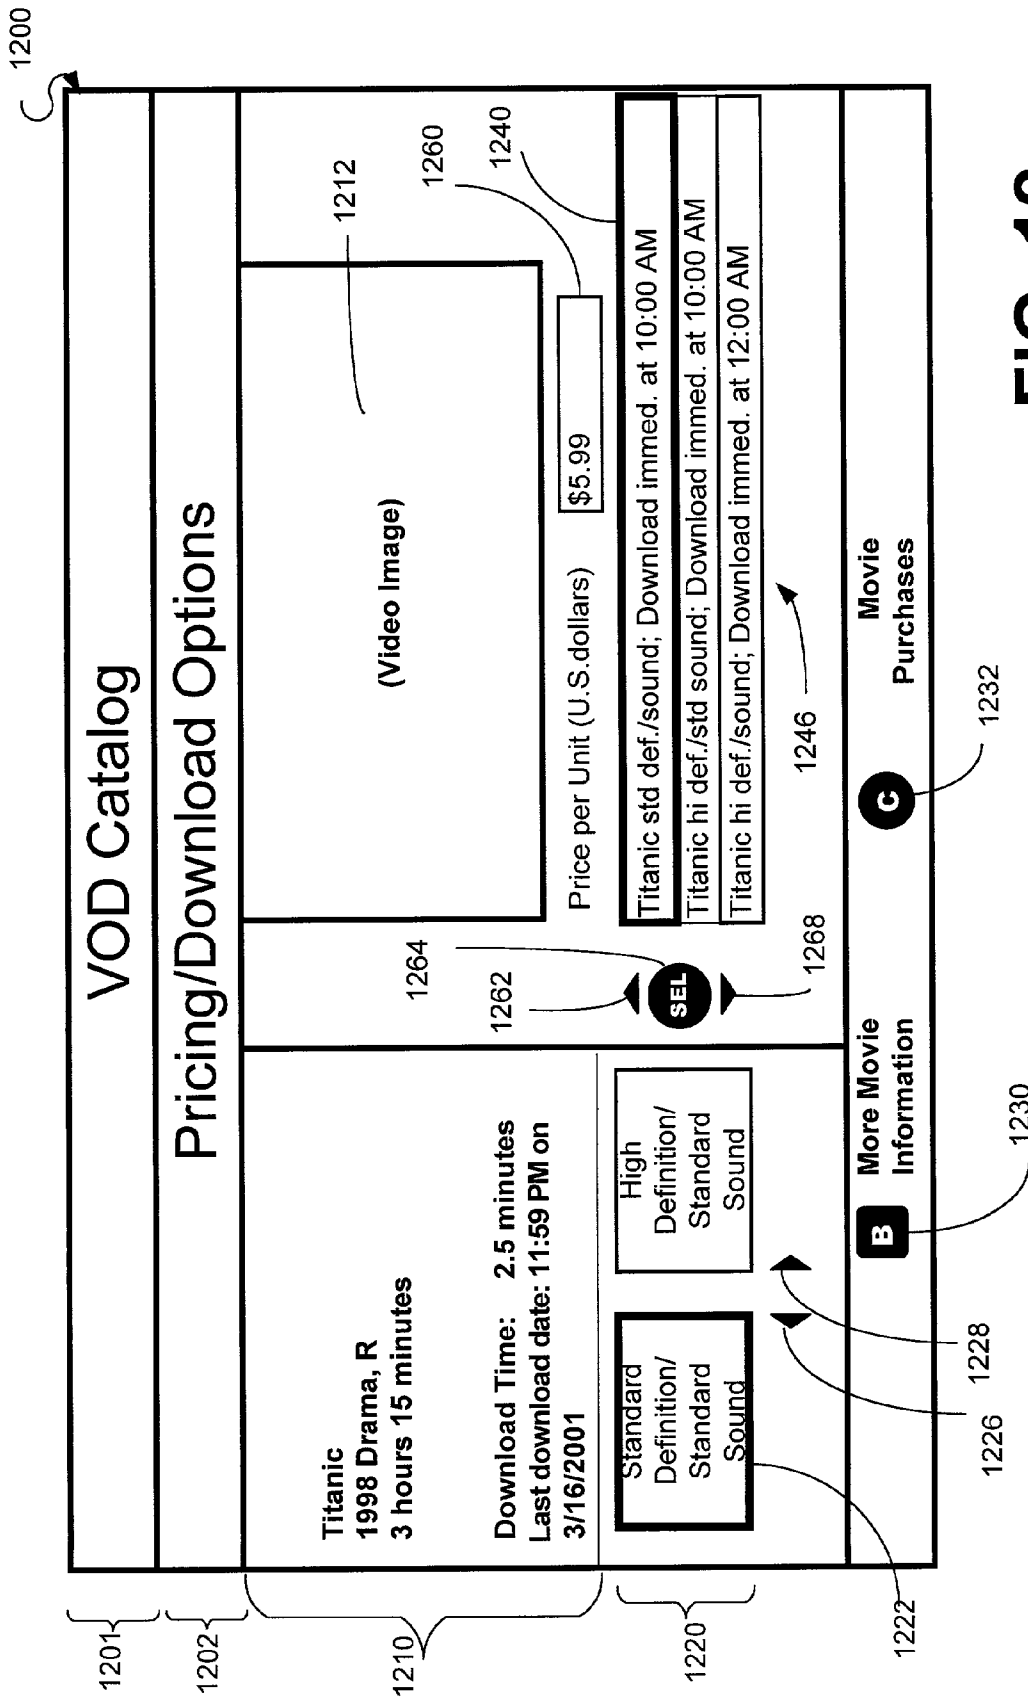 1200
VOD Catalog
Pricing/Download Options
Titanic
1998 Drama, R
3 hours 15 minutes
Download Time: 2.5 minutes
Last download date: 11:59 PM on
3/16/2001
(Video Image)
1212
1260
1240
Price per Unit (U.S.dollars)
$5.99
1264
1262
SEL
1268
Titanic std def./sound; Download immed. at 10:00 AM
Titanic hi def./std sound; Download immed. at 10:00 AM
Titanic hi def./sound; Download immed. at 12:00 AM
1246
Standard
Definition/
Standard
Sound
High
Definition/
Standard
Sound
B
More Movie
Information
C
Movie
Purchases
1201
1202
1210
1220
1222
1226
1228
1230
1232
FIG.